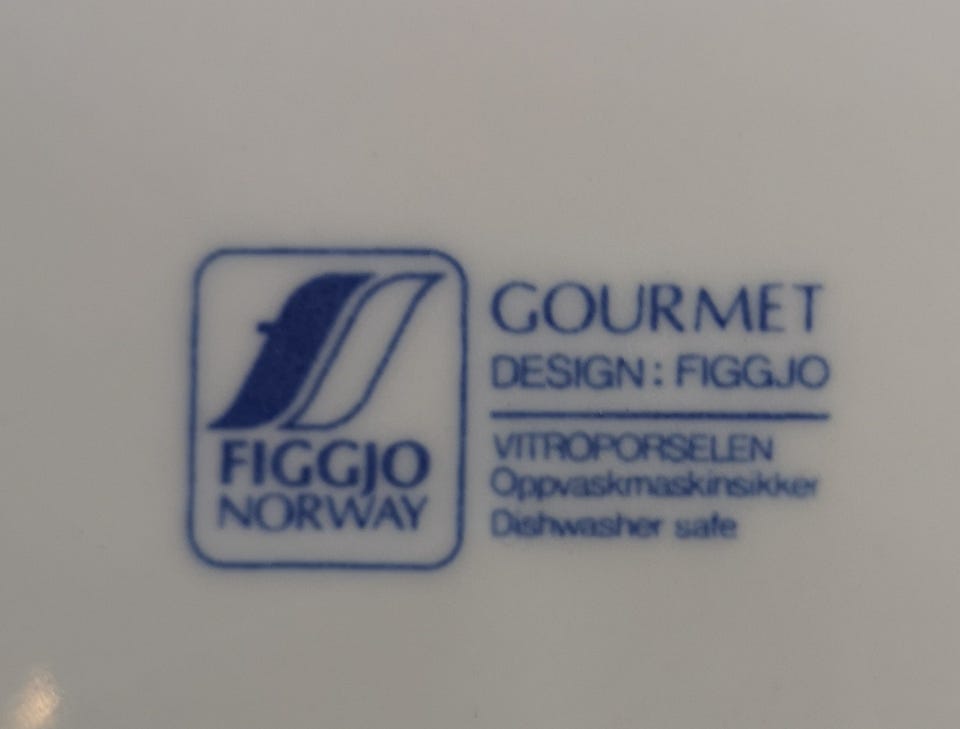 FIGGJO
NORWAY
GOURMET
DESIGN: FIGGJO
VITROPORSELEN
Oppvaskmaskinsikker
Dishwasher safe